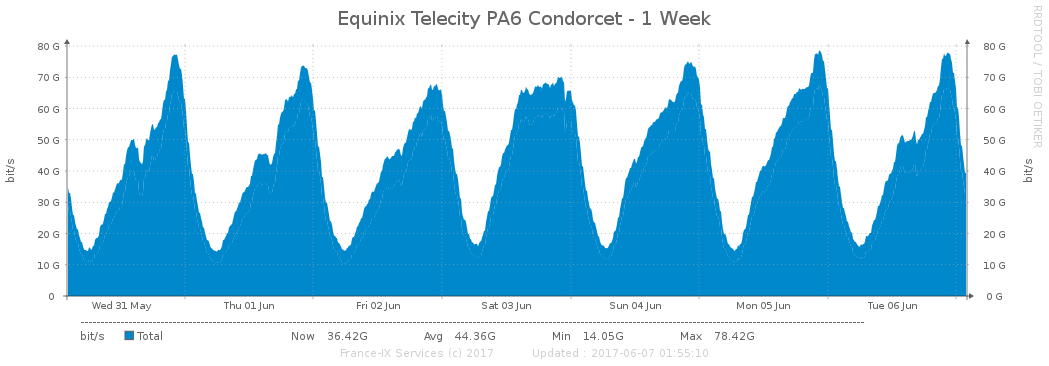 Equinix Telecity PA6 Condorcet - 1 Week
RRDTOOL / TOBI OETIKER
80 G 80 G
70 G 70 G
60 G 60 G
50 G 50 G
40 G 40 G
30 G 30 G
20 G 20 G
10 G 10 G
0 0 G
bit/s
bit/s
Wed 31 May Thu 01 Jun Fri 02 Jun Sat 03 Jun Sun 04 Jun Mon 05 Jun Tue 06 Jun
bit/s Total Now 36.42G Avg 44.36G Min 14.05G Max 78.42G
France-IX Services (c) 2017 Updated : 2017-06-07 01:55:10